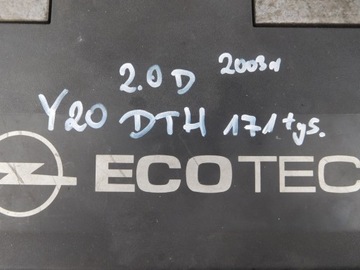 2.0 D 2003r
Y20 DTH 171 tys.
ECOTEC